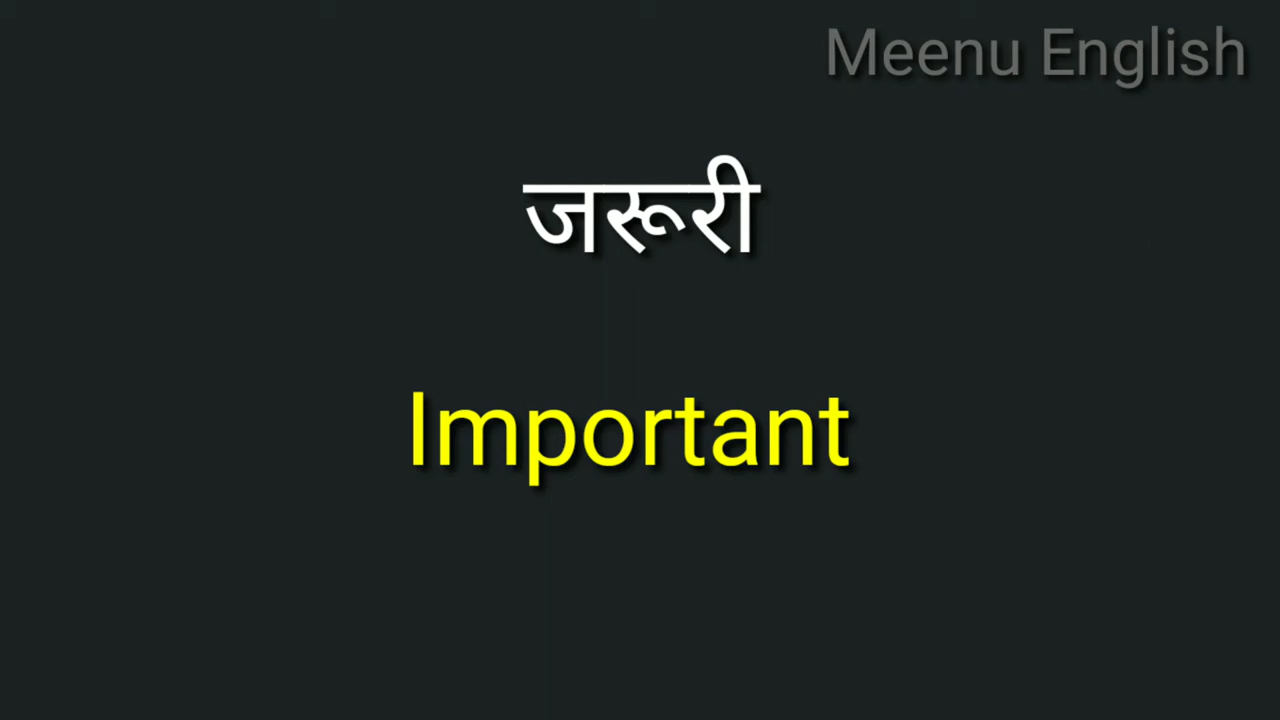 Meenu English
जरूरी
Important